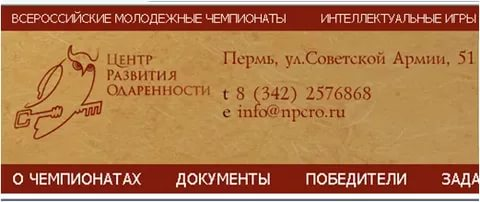 ВСЕРОССИЙСКИЕ МОЛОДЕЖНЫЕ ЧЕМПИОНАТЫ ИНТЕЛЛЕКТУАЛЬНЫЕ ИГРЫ
ЦЕНТР
РАЗВИТИЯ
ОДАРЕННОСТИ
Пермь, ул.Советской Армии, 51
t 8 (342) 2576868
e info@npcro.ru
О ЧЕМПИОНАТАХ ДОКУМЕНТЫ ПОБЕДИТЕЛИ ЗАДА